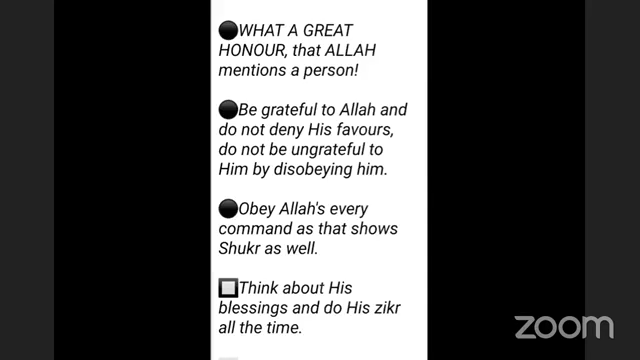 ⚫WHAT A GREAT
HONOUR, that ALLAH
mentions a person!
⚫Be grateful to Allah and
do not deny His favours,
do not be ungrateful to
Him by disobeying him.
⚫Obey Allah's every
command as that shows
Shukr as well.
🔲Think about His
blessings and do His zikr
all the time.
zoom